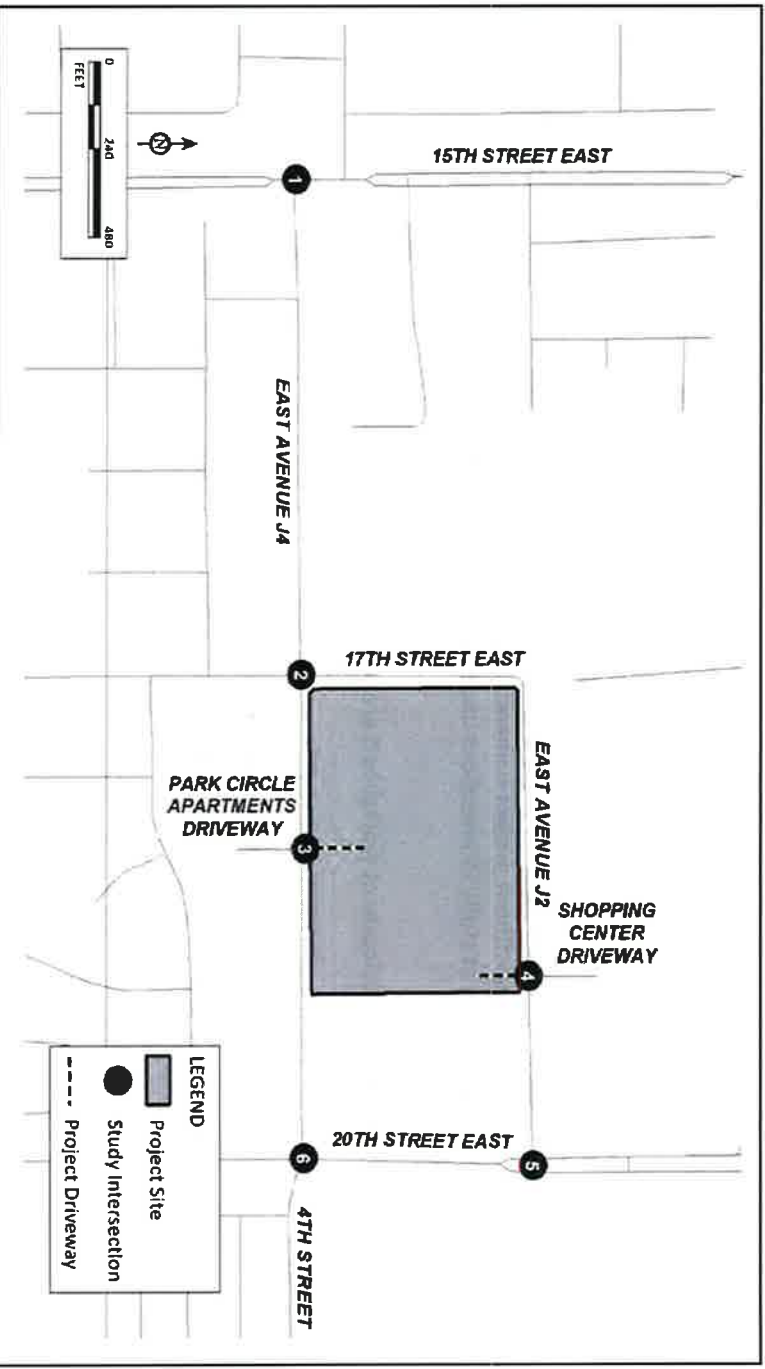 15TH STREET EAST
1
EAST AVENUE J4
17TH STREET EAST
2
EAST AVENUE J2
PARK CIRCLE
APARTMENTS
DRIVEWAY
3
SHOPPING
CENTER
DRIVEWAY
4
20TH STREET EAST
5
6
4TH STREET
0 240 480
FEET
N
LEGEND
Project Site
Study Intersection
Project Driveway